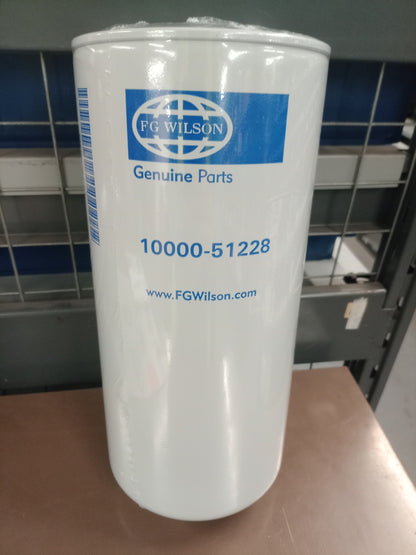 FG WILSON
Genuine Parts
10000-51228
www.FGWilson.com